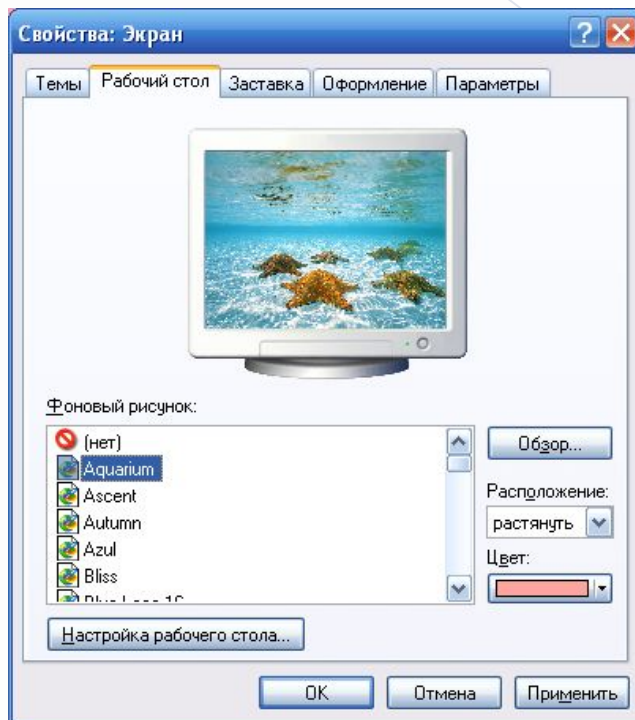 Свойства: Экран
Темы Рабочий стол Заставка Оформление Параметры
Фоновый рисунок:
(нет)
Aquarium
Ascent
Autumn
Azul
Bliss
Обзор...
Расположение:
растянуть
Цвет:
Настройка рабочего стола...
ОК Отмена Применить